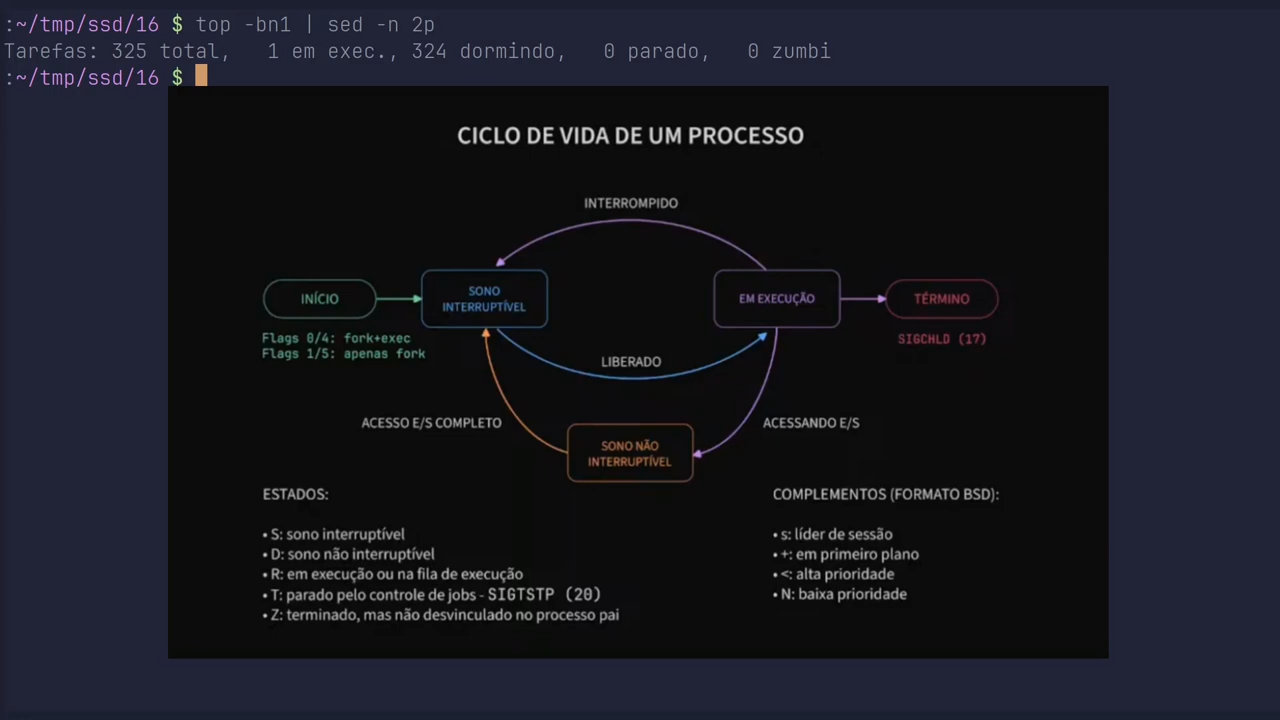 :~/tmp/ssd/16 $ top -bn1 | sed -n 2p
Tarefas: 325 total,   1 em exec., 324 dormindo,   0 parado,   0 zumbi
:~/tmp/ssd/16 $
CICLO DE VIDA DE UM PROCESSO
INTERROMPIDO
INÍCIO
SONO
INTERRUPTÍVEL
EM EXECUÇÃO
TÉRMINO
Flags 0/4: fork+exec
Flags 1/5: apenas fork
SIGCHLD (17)
LIBERADO
ACESSO E/S COMPLETO
ACESSANDO E/S
SONO NÃO
INTERRUPTÍVEL
ESTADOS:
• S: sono interruptível
• D: sono não interruptível
• R: em execução ou na fila de execução
• T: parado pelo controle de jobs - SIGTSTP (20)
• Z: terminado, mas não desvinculado no processo pai
COMPLEMENTOS (FORMATO BSD):
• s: líder de sessão
• +: em primeiro plano
• <: alta prioridade
• N: baixa prioridade